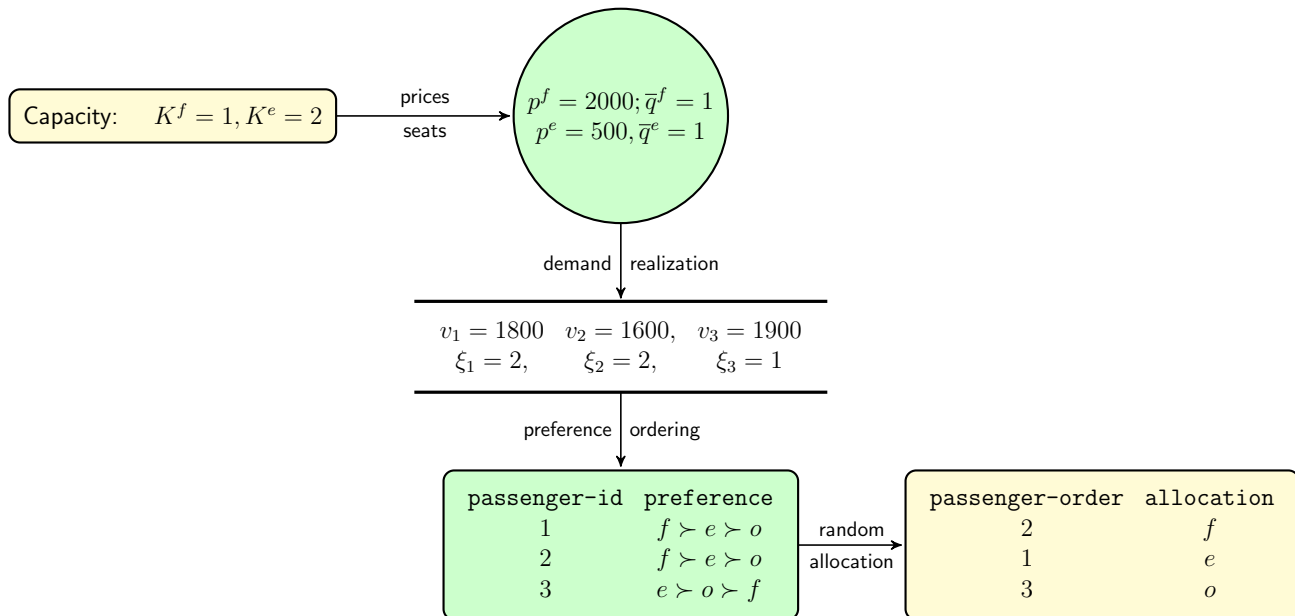 Capacity: K^f = 1, K^e = 2
prices
seats
p^f = 2000; q̅^f = 1
p^e = 500, q̅^e = 1
demand realization
v_1 = 1800 v_2 = 1600, v_3 = 1900
ξ_1 = 2, ξ_2 = 2, ξ_3 = 1
preference ordering
passenger-id preference
1 f ≻ e ≻ o
2 f ≻ e ≻ o
3 e ≻ o ≻ f
random
allocation
passenger-order allocation
2 f
1 e
3 o